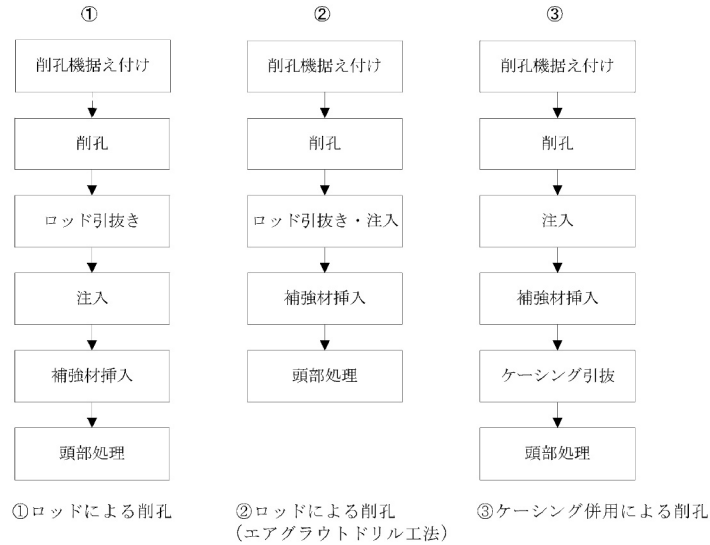 ①
削孔機据え付け
削孔
ロッド引抜き
注入
補強材挿入
頭部処理
①ロッドによる削孔
②
削孔機据え付け
削孔
ロッド引抜き・注入
補強材挿入
頭部処理
②ロッドによる削孔
(エアグラウトドリル工法)
③
削孔機据え付け
削孔
注入
補強材挿入
ケーシング引抜
頭部処理
③ケーシング併用による削孔